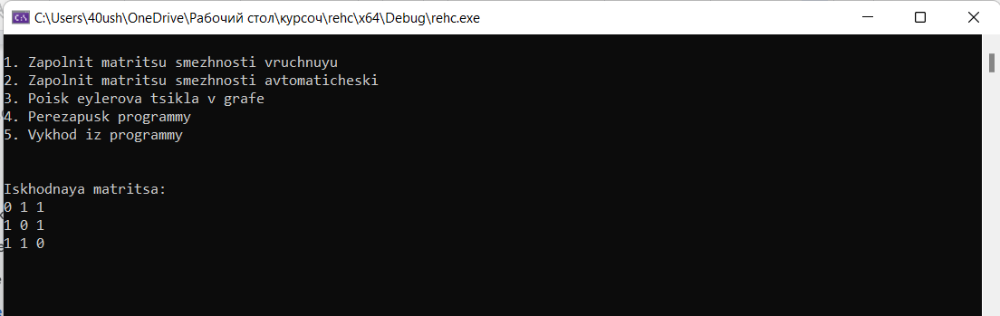 C:\Users\40ush\OneDrive\Рабочий стол\курсоч\rehc\x64\Debug\rehc.exe
1. Zapolnit matritsu smezhnosti vruchnuyu
2. Zapolnit matritsu smezhnosti avtomaticheski
3. Poisk eylerova tsikla v grafe
4. Perezapusk programmy
5. Vykhod iz programmy
Iskhodnaya matritsa:
0 1 1
1 0 1
1 1 0